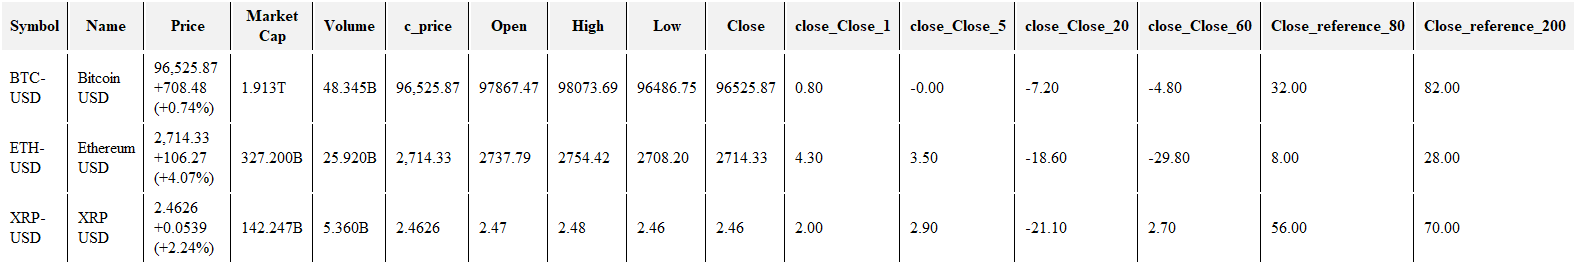 Symbol Name Price Market Cap Volume c_price Open High Low Close close_Close_1 close_Close_5 close_Close_20 close_Close_60 Close_reference_80 Close_reference_200
BTC-USD Bitcoin USD 96,525.87 +708.48 (+0.74%) 1.913T 48.345B 96,525.87 97867.47 98073.69 96486.75 96525.87 0.80 -0.00 -7.20 -4.80 32.00 82.00
ETH-USD Ethereum USD 2,714.33 +106.27 (+4.07%) 327.200B 25.920B 2,714.33 2737.79 2754.42 2708.20 2714.33 4.30 3.50 -18.60 -29.80 8.00 28.00
XRP-USD XRP USD 2.4626 +0.0539 (+2.24%) 142.247B 5.360B 2.4626 2.47 2.48 2.46 2.46 2.00 2.90 -21.10 2.70 56.00 70.00